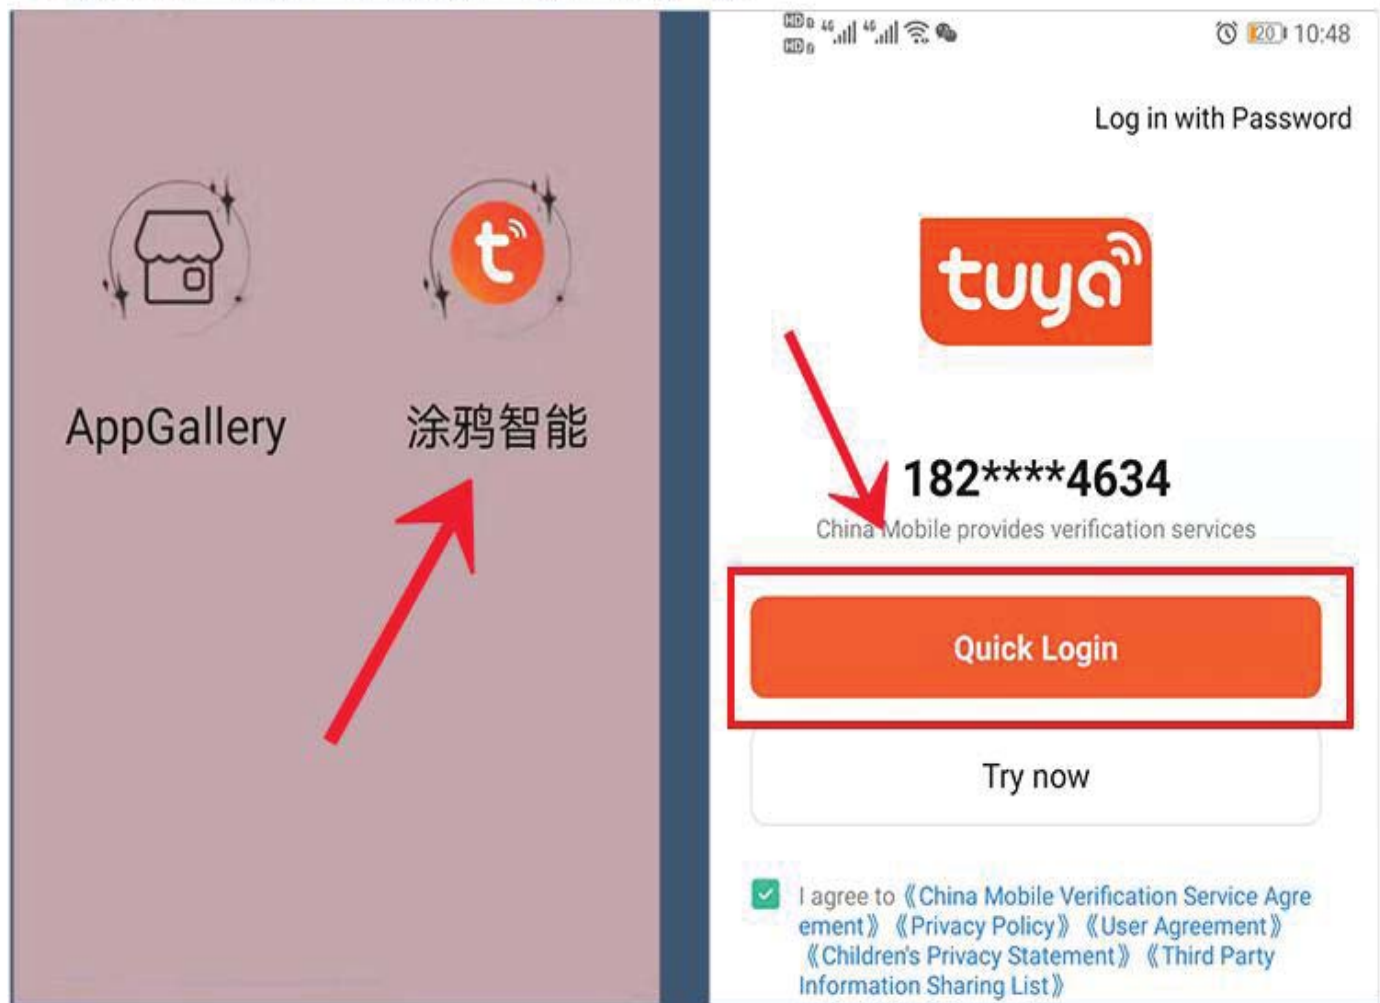 AppGallery
涂鸦智能
10:48
20
Log in with Password
tuya
182****4634
China Mobile provides verification services
Quick Login
Try now
I agree to 《China Mobile Verification Service Agre
ement》《Privacy Policy》《User Agreement》
《Children's Privacy Statement》《Third Party
Information Sharing List》